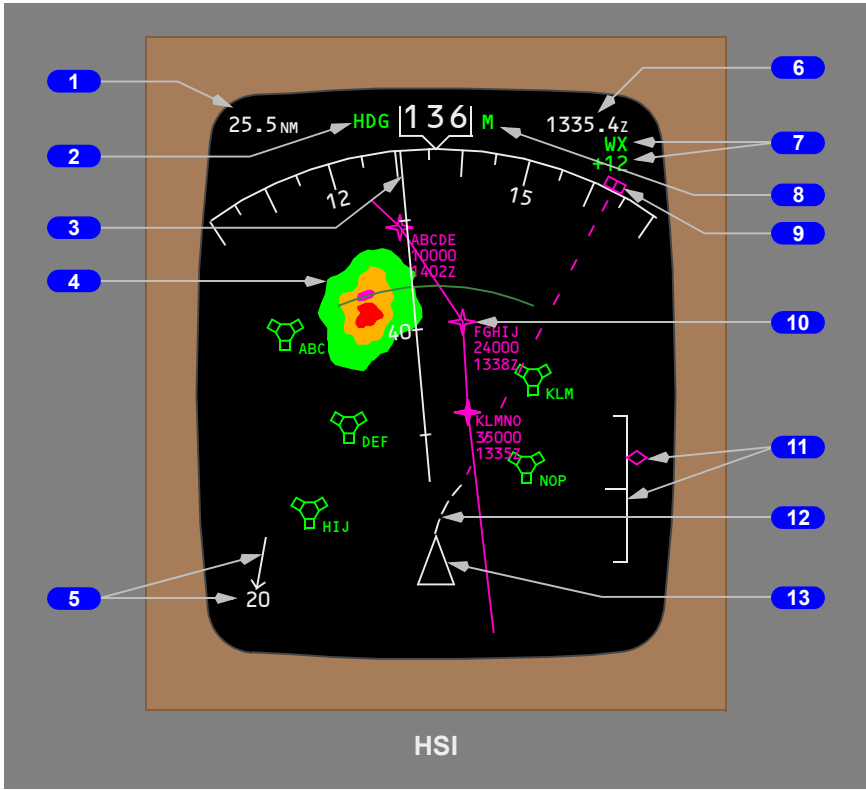 1
6
25.5 NM
HDG
136
M
1335.4Z
WX
+12
2
7
8
12
15
3
9
ABCDE
10000
1402Z
4
10
40
FGHIJ
24000
1338Z
ABC
KLM
KLMNO
35000
1335Z
DEF
NOP
11
HIJ
12
5
20
13
HSI